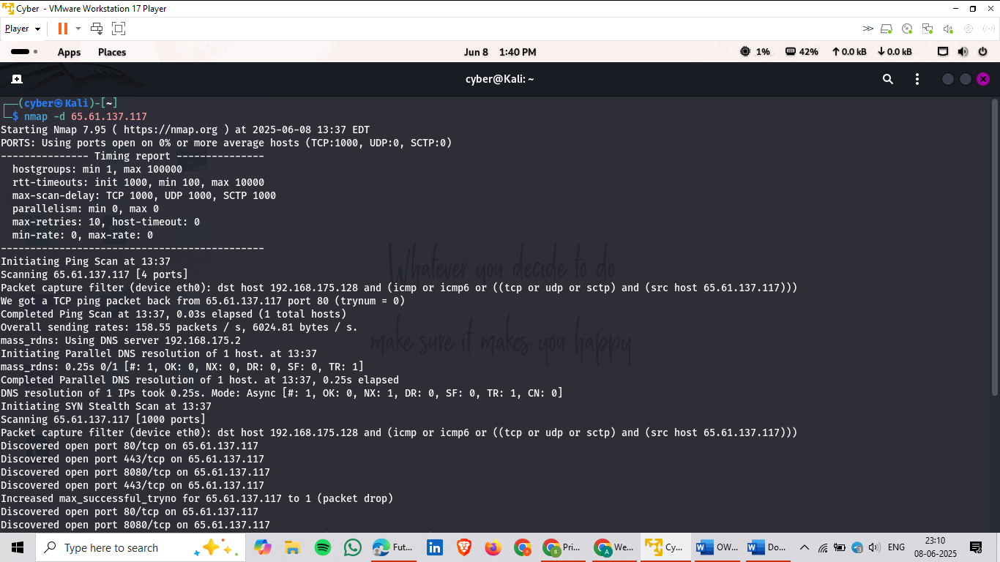 Cyber - VMware Workstation 17 Player
Player
Apps Places Jun 8 1:40 PM 1% 42% 0.0 kB 0.0 kB
cyber@Kali: ~
┌──(cyber㉿Kali)-[~]
└─$ nmap -d 65.61.137.117
Starting Nmap 7.95 ( https://nmap.org ) at 2025-06-08 13:37 EDT
PORTS: Using ports open on 0% or more average hosts (TCP:1000, UDP:0, SCTP:0)
--------------- Timing report ---------------
hostgroups: min 1, max 100000
rtt-timeouts: init 1000, min 100, max 10000
max-scan-delay: TCP 1000, UDP 1000, SCTP 1000
parallelism: min 0, max 0
max-retries: 10, host-timeout: 0
min-rate: 0, max-rate: 0
---------------------------------------------
Initiating Ping Scan at 13:37
Scanning 65.61.137.117 [4 ports]
Packet capture filter (device eth0): dst host 192.168.175.128 and (icmp or icmp6 or ((tcp or udp or sctp) and (src host 65.61.137.117)))
We got a TCP ping packet back from 65.61.137.117 port 80 (trynum = 0)
Completed Ping Scan at 13:37, 0.03s elapsed (1 total hosts)
Overall sending rates: 158.55 packets / s, 6024.81 bytes / s.
mass_rdns: Using DNS server 192.168.175.2
Initiating Parallel DNS resolution of 1 host. at 13:37
mass_rdns: 0.25s 0/1 [#: 1, OK: 0, NX: 0, DR: 0, SF: 0, TR: 1]
Completed Parallel DNS resolution of 1 host. at 13:37, 0.25s elapsed
DNS resolution of 1 IPs took 0.25s. Mode: Async [#: 1, OK: 0, NX: 1, DR: 0, SF: 0, TR: 1, CN: 0]
Initiating SYN Stealth Scan at 13:37
Scanning 65.61.137.117 [1000 ports]
Packet capture filter (device eth0): dst host 192.168.175.128 and (icmp or icmp6 or ((tcp or udp or sctp) and (src host 65.61.137.117)))
Discovered open port 80/tcp on 65.61.137.117
Discovered open port 443/tcp on 65.61.137.117
Discovered open port 8080/tcp on 65.61.137.117
Discovered open port 443/tcp on 65.61.137.117
Increased max_successful_tryno for 65.61.137.117 to 1 (packet drop)
Discovered open port 80/tcp on 65.61.137.117
Discovered open port 8080/tcp on 65.61.137.117
Whatever you decide to do
make sure it makes you happy
Type here to search Fut... Pri... We... Cy... OW... Do... ENG 23:10
08-06-2025